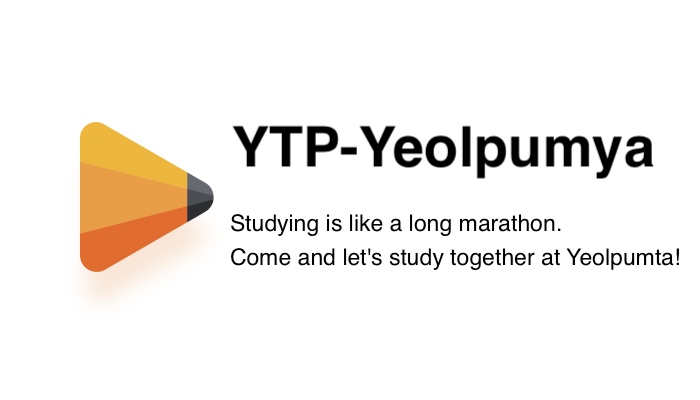 YTP-Yeolpumya
Studying is like a long marathon.
Come and let's study together at Yeolpumta!